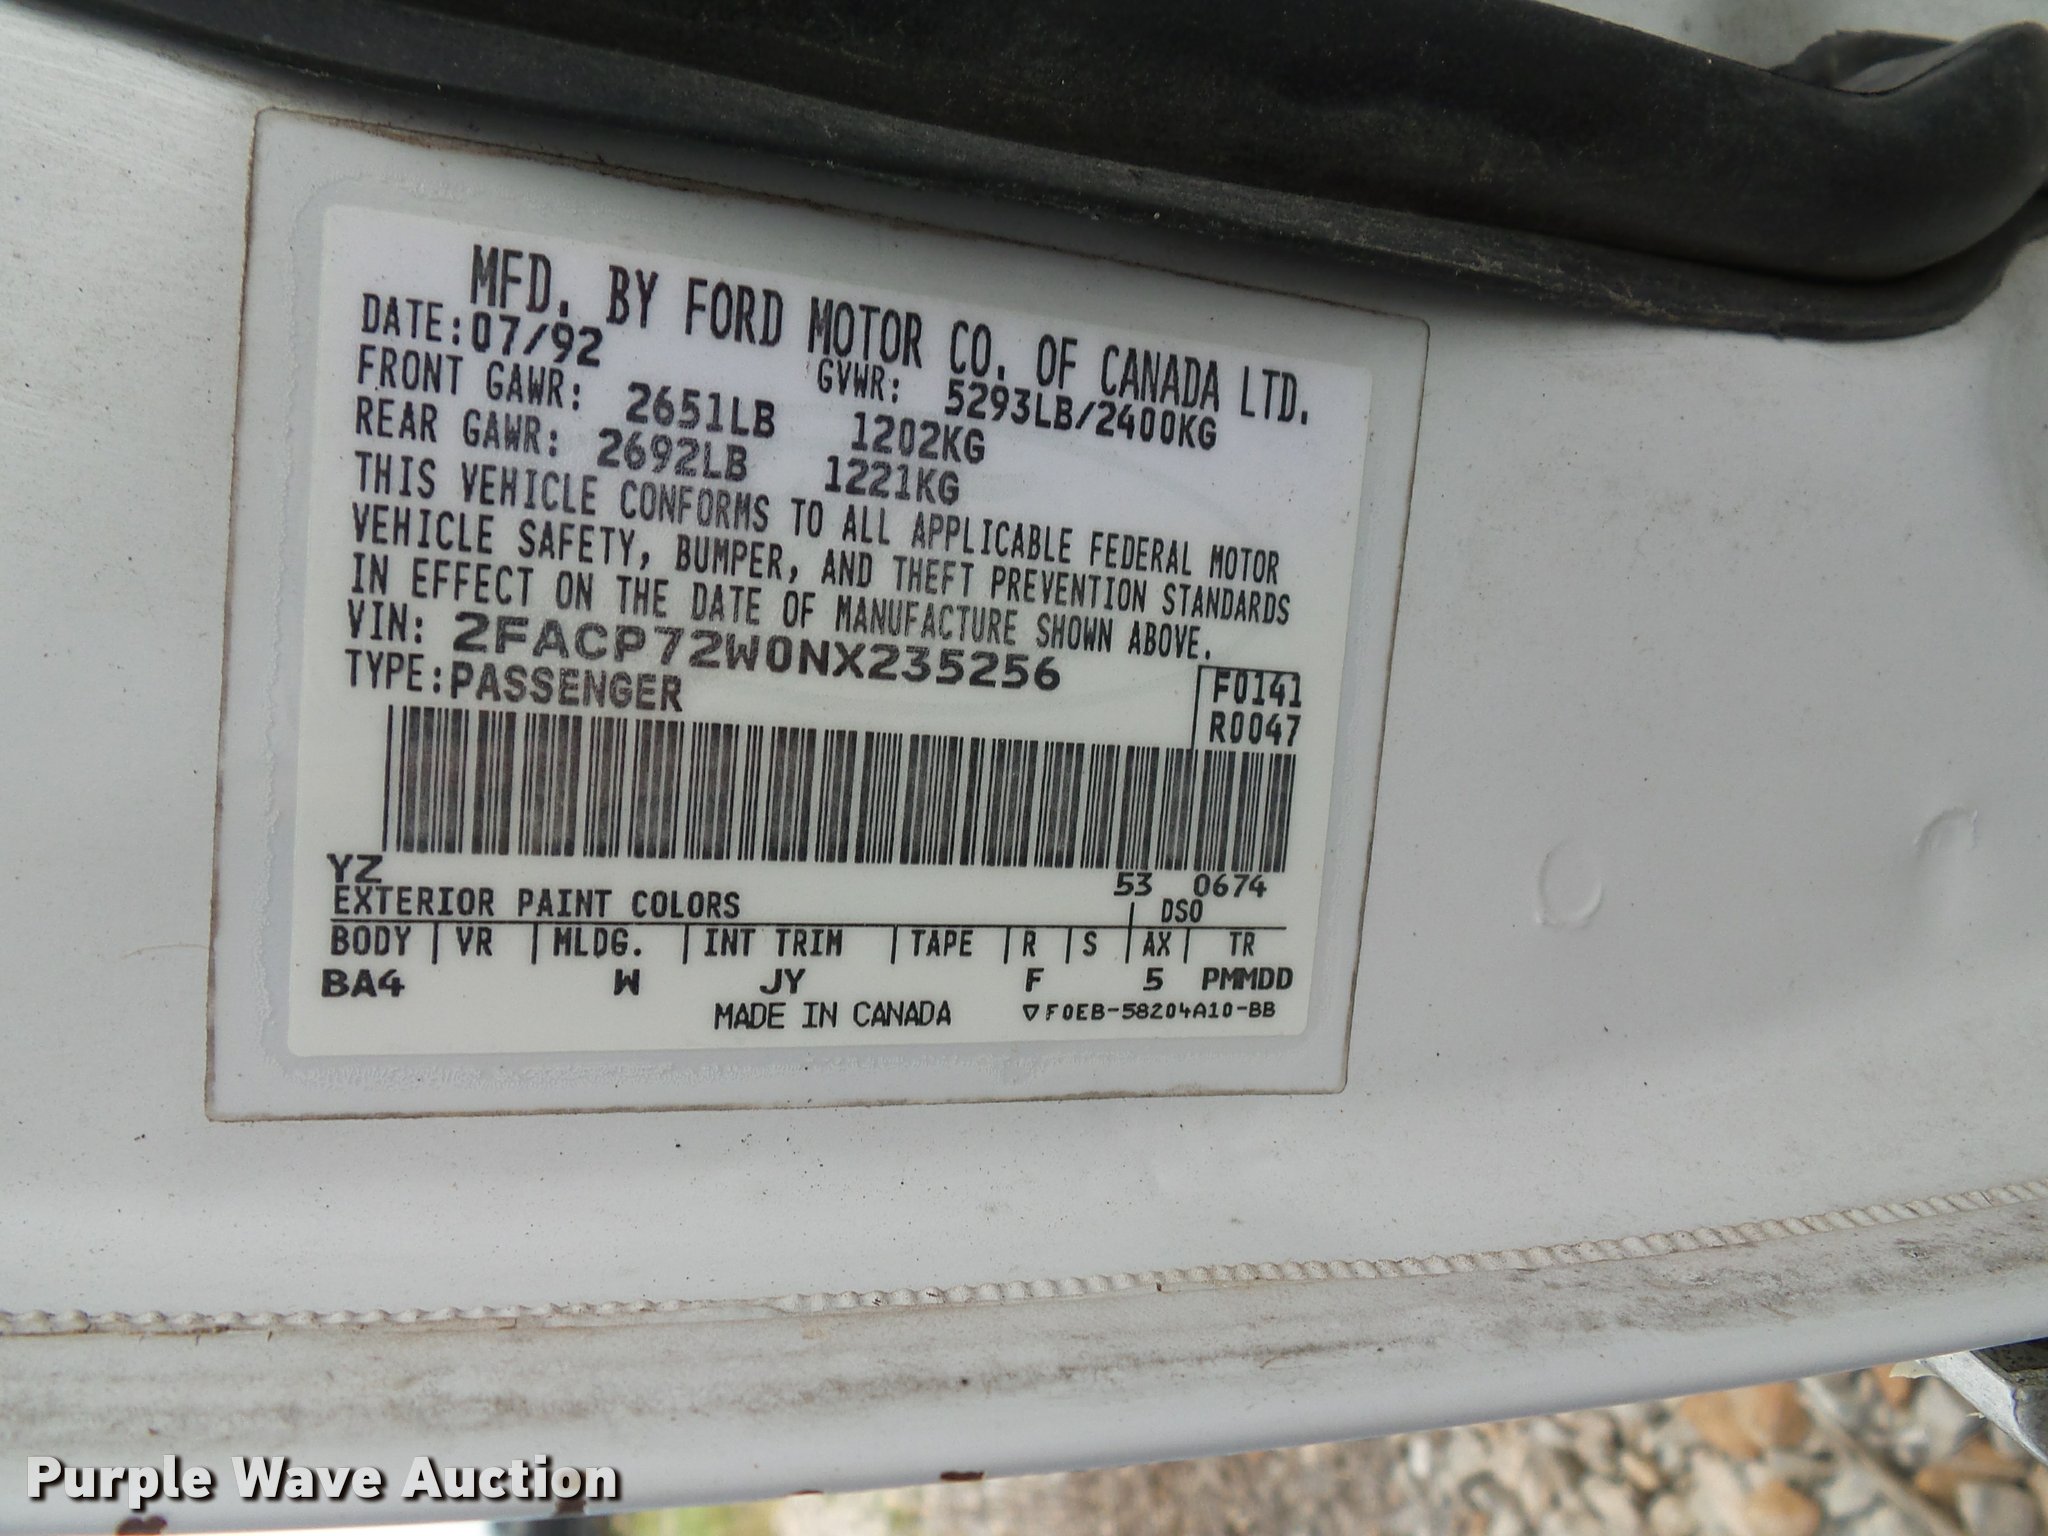 MFD. BY FORD MOTOR CO. OF CANADA LTD.
DATE: 07/92 GVWR: 5293LB/2400KG
FRONT GAWR: 2651LB 1202KG
REAR GAWR: 2692LB 1221KG
THIS VEHICLE CONFORMS TO ALL APPLICABLE FEDERAL MOTOR
VEHICLE SAFETY, BUMPER, AND THEFT PREVENTION STANDARDS
IN EFFECT ON THE DATE OF MANUFACTURE SHOWN ABOVE.
VIN: 2FACP72W0NX235256
TYPE: PASSENGER
F0141
R0047
YZ 53 0674
EXTERIOR PAINT COLORS DSO
BODY VR MLDG. INT TRIM TAPE R S AX TR
BA4 W JY F 5 PMMDD
MADE IN CANADA ▽F0EB-58204A10-BB
Purple Wave Auction